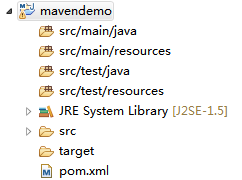 mavendemo
src/main/java
src/main/resources
src/test/java
src/test/resources
JRE System Library [J2SE-1.5]
src
target
pom.xml